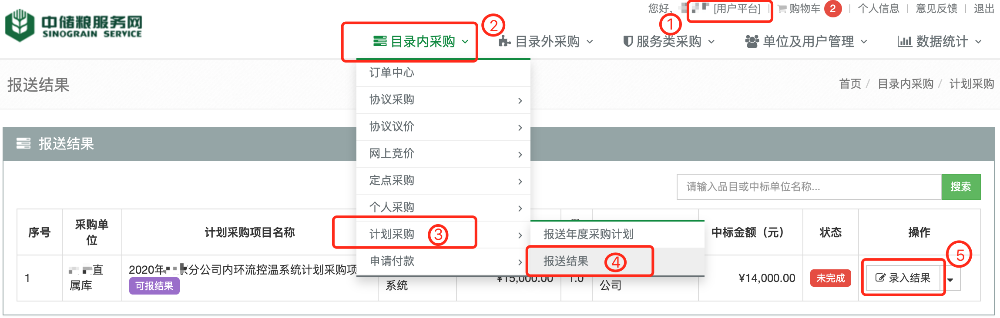 您好, [用户平台] | 购物车 2 | 个人信息 | 意见反馈 | 退出
中储粮服务网
SINOGRAIN SERVICE
① ②
目录内采购 目录外采购 服务类采购 单位及用户管理 数据统计
报送结果
首页 / 目录内采购 / 计划采购
订单中心
协议采购
协议议价
网上竞价
定点采购
个人采购
计划采购 ③
申请付款
报送年度采购计划
报送结果 ④
报送结果
请输入品目或中标单位名称... 搜索
序号 采购单位 计划采购项目名称 中标金额（元） 状态 操作
⑤
1 直属库 2020年 分公司内环流控温系统计划采购项 系统 ¥15,000.00 1.0 公司 ¥14,000.00 未完成 录入结果
可报结果